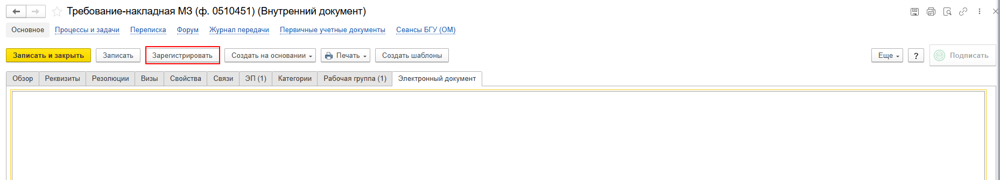 Требование-накладная МЗ (ф. 0510451) (Внутренний документ)
Основное Процессы и задачи Переписка Форум Журнал передачи Первичные учетные документы Сеансы БГУ (ОМ)
Записать и закрыть Записать Зарегистрировать Создать на основании Печать Создать шаблоны Еще ? Подписать
Обзор Реквизиты Резолюции Визы Свойства Связи ЭП (1) Категории Рабочая группа (1) Электронный документ